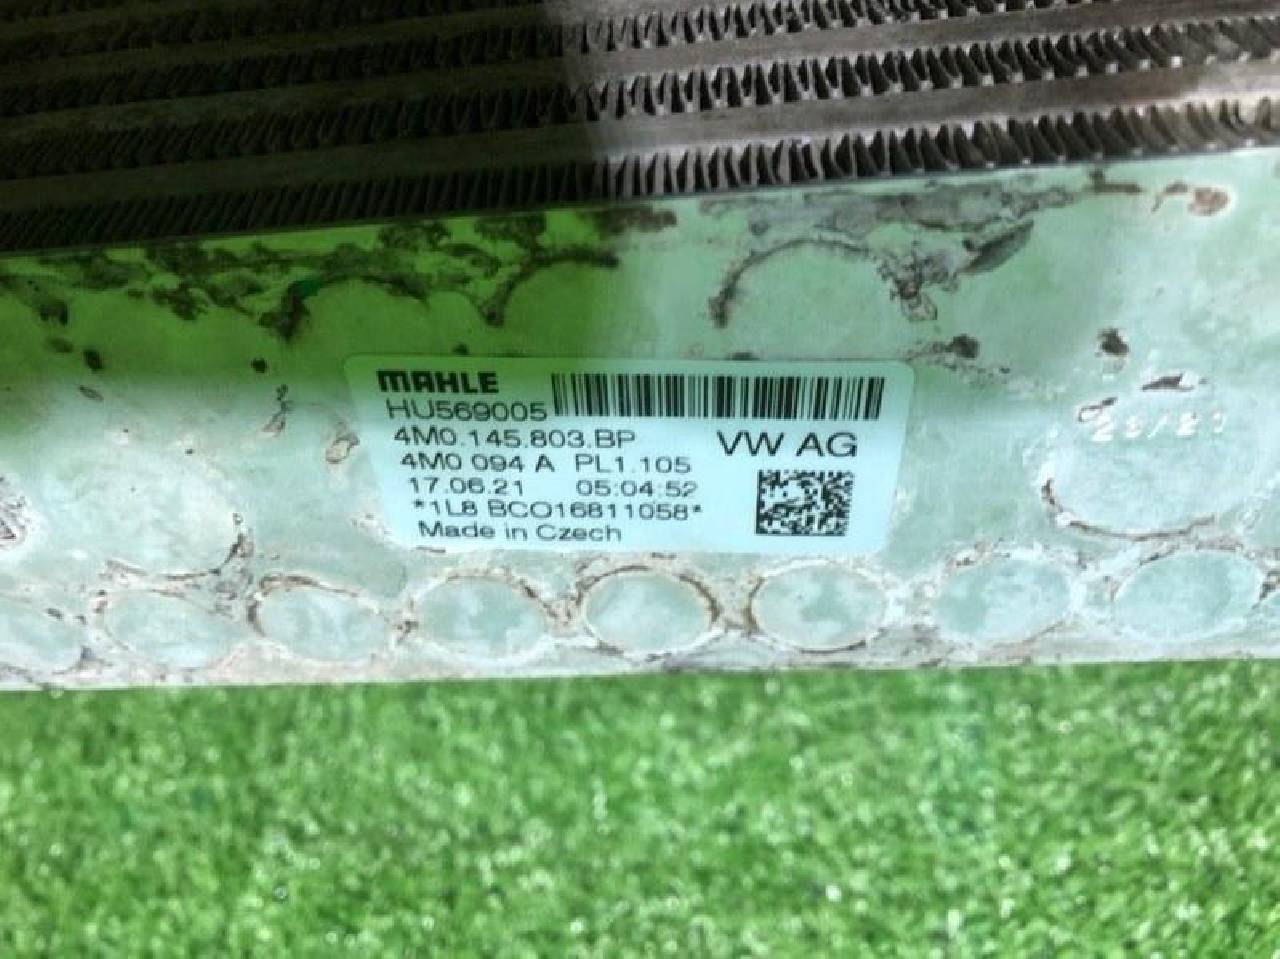 MAHLE
HU569005
4M0.145.803.BP
VW AG
4M0 094 A PL1.105
17.06.21 05:04:52
*1L8 BCO16811058*
Made in Czech